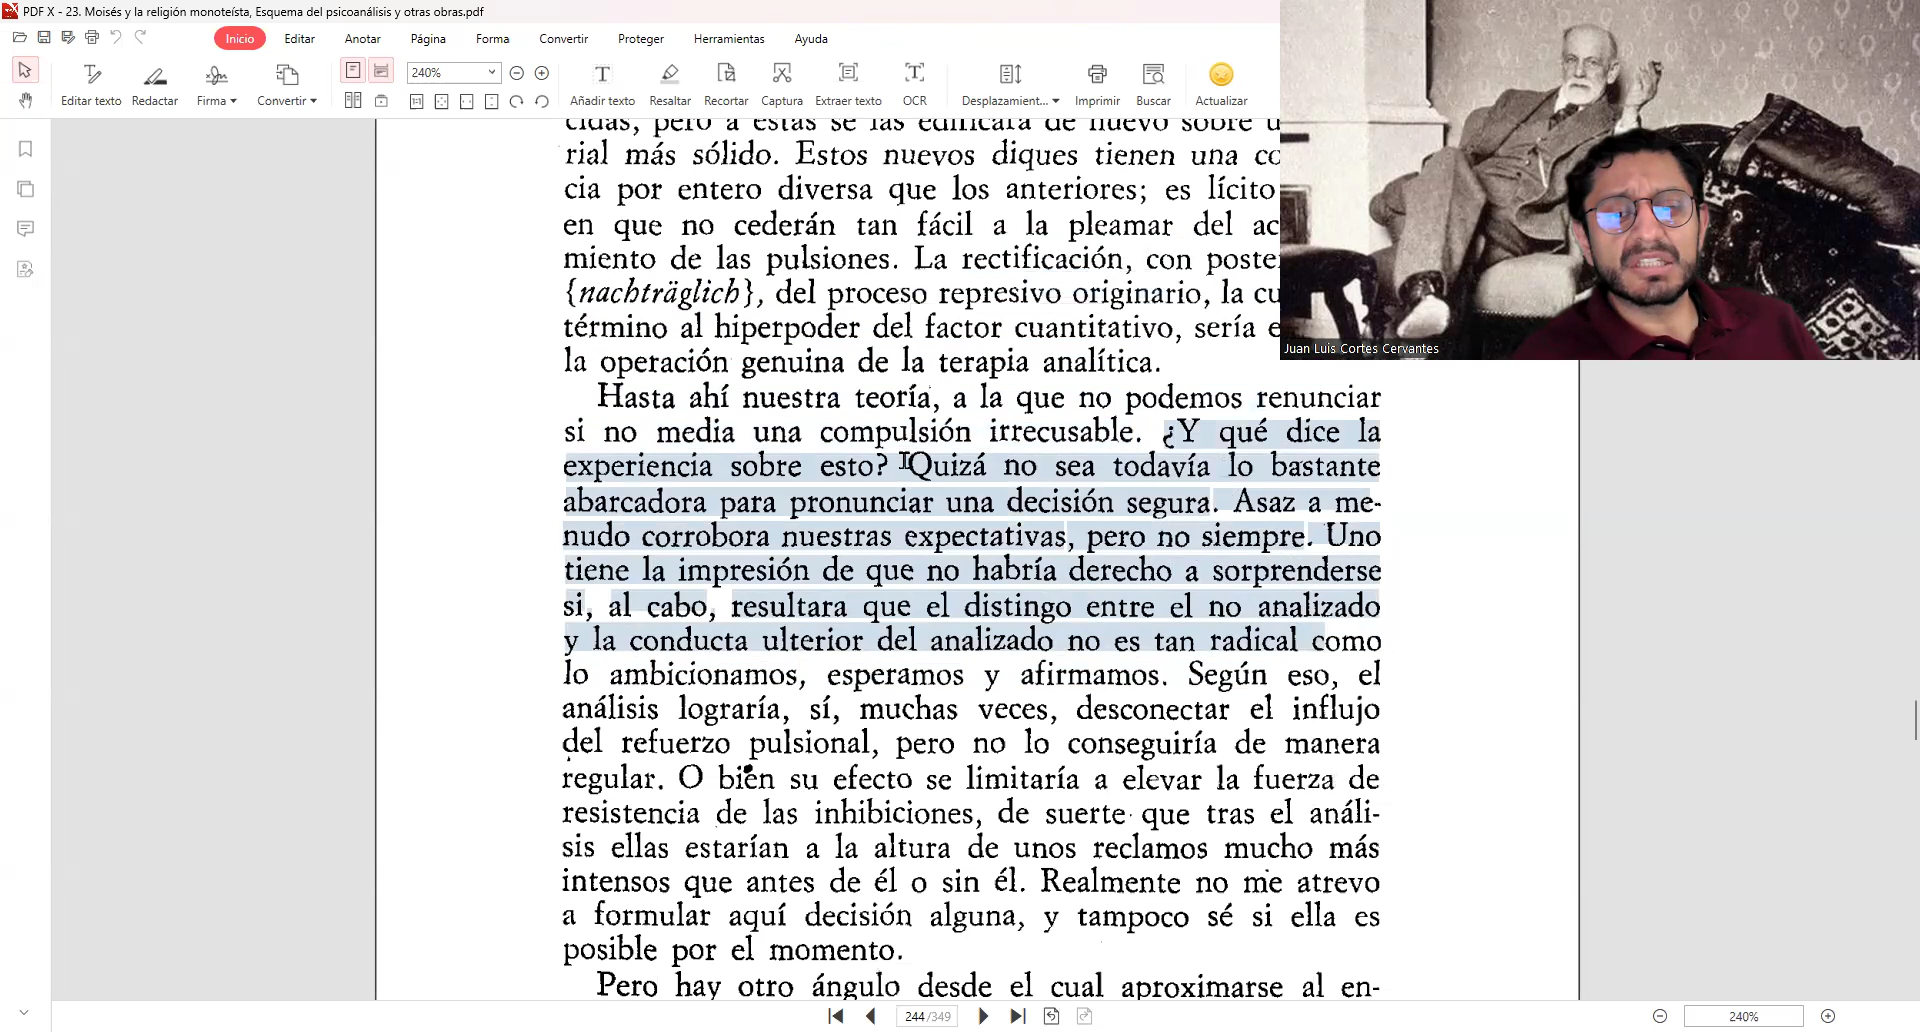 PDF X - 23. Moisés y la religión monoteísta, Esquema del psicoanálisis y otras obras.pdf
Inicio Editar Anotar Página Forma Convertir Proteger Herramientas Ayuda
240%
Editar texto Redactar Firma Convertir Añadir texto Resaltar Recortar Captura Extraer texto OCR Desplazamient... Imprimir Buscar Actualizar
cidas, pero a estas se las edificará de nuevo sobre
rial más sólido. Estos nuevos diques tienen una co
cia por entero diversa que los anteriores; es lícito
en que no cederán tan fácil a la pleamar del ac
miento de las pulsiones. La rectificación, con poste
{nachträglich}, del proceso represivo originario, la cu
término al hiperpoder del factor cuantitativo, sería e
la operación genuina de la terapia analítica.
Hasta ahí nuestra teoría, a la que no podemos renunciar
si no media una compulsión irrecusable. ¿Y qué dice la
experiencia sobre esto? Quizá no sea todavía lo bastante
abarcadora para pronunciar una decisión segura. Asaz a me-
nudo corrobora nuestras expectativas, pero no siempre. Uno
tiene la impresión de que no habría derecho a sorprenderse
si, al cabo, resultara que el distingo entre el no analizado
y la conducta ulterior del analizado no es tan radical como
lo ambicionamos, esperamos y afirmamos. Según eso, el
análisis lograría, sí, muchas veces, desconectar el influjo
del refuerzo pulsional, pero no lo conseguiría de manera
regular. O bien su efecto se limitaría a elevar la fuerza de
resistencia de las inhibiciones, de suerte que tras el análi-
sis ellas estarían a la altura de unos reclamos mucho más
intensos que antes de él o sin él. Realmente no me atrevo
a formular aquí decisión alguna, y tampoco sé si ella es
posible por el momento.
Pero hay otro ángulo desde el cual aproximarse al en-
Juan Luis Cortes Cervantes
244/349
240%